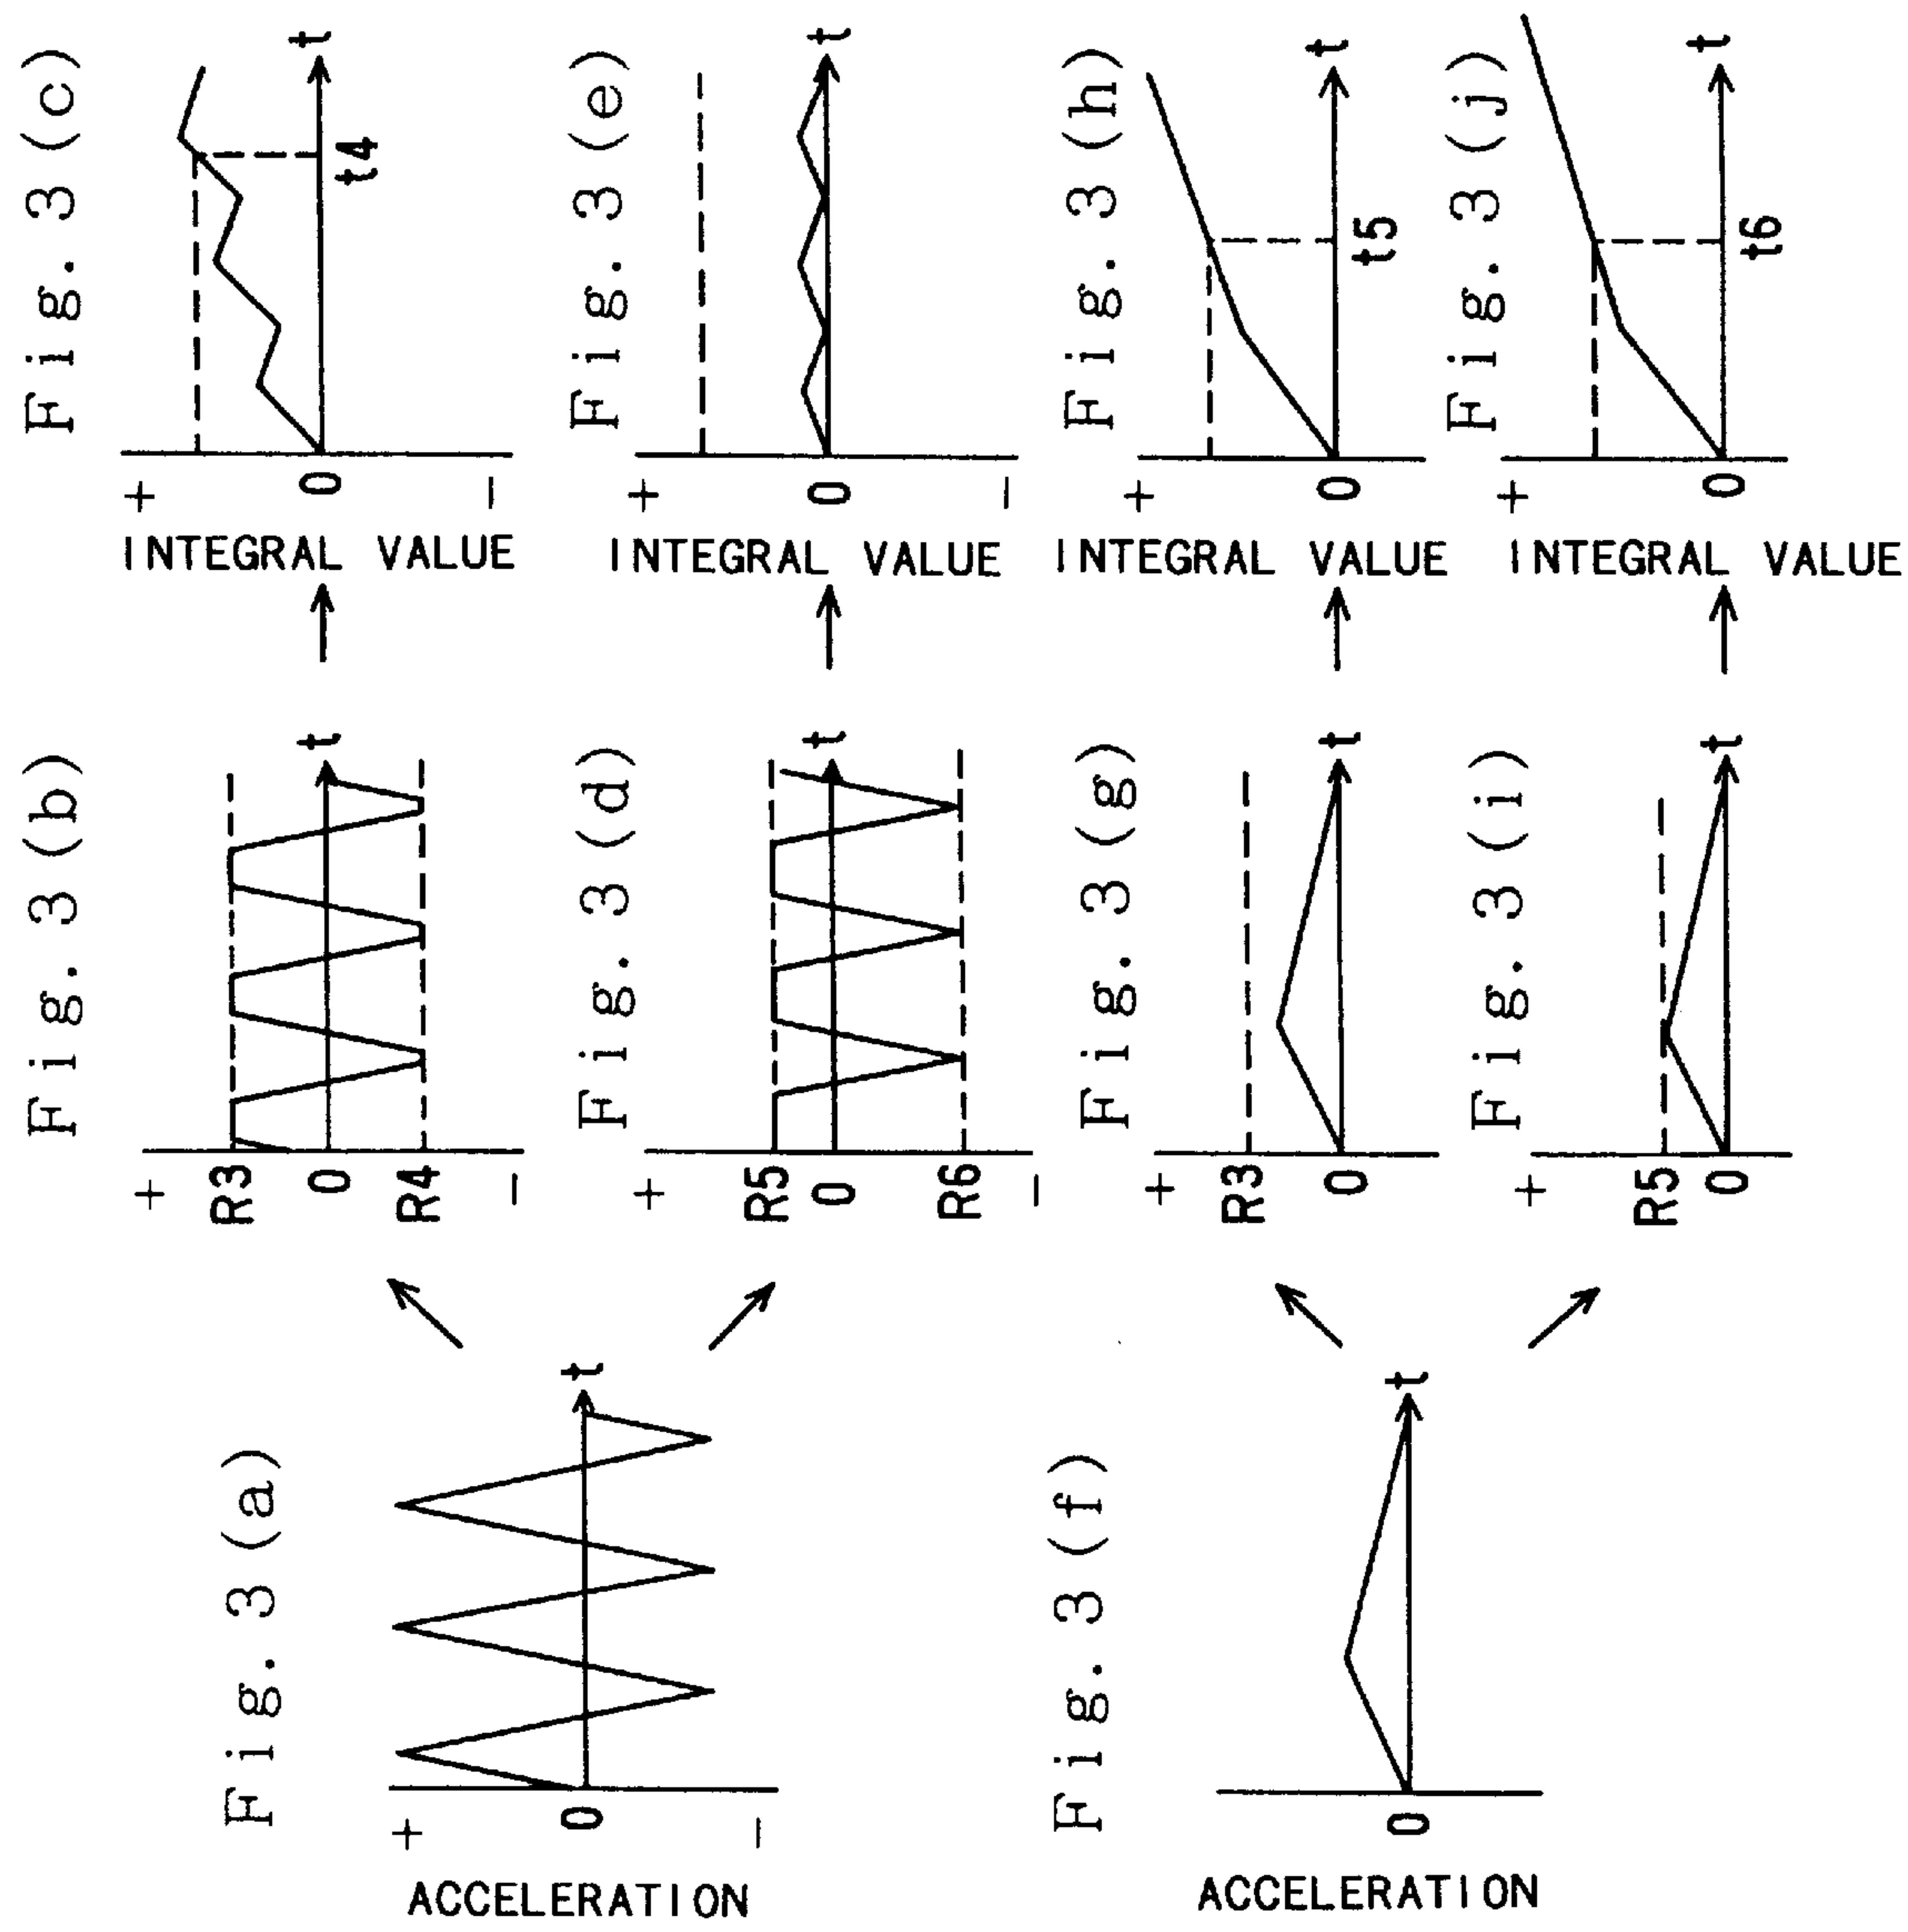 Fig. 3 (a)
+
0
-
ACCELERATION
t
Fig. 3 (b)
+
R3
0
R4
-
t
Fig. 3 (c)
+
0
-
INTEGRAL VALUE
t4
t
Fig. 3 (d)
+
R5
0
R6
-
t
Fig. 3 (e)
+
0
-
INTEGRAL VALUE
t
Fig. 3 (f)
0
ACCELERATION
t
Fig. 3 (g)
+
R3
0
t
Fig. 3 (h)
+
0
INTEGRAL VALUE
t5
t
Fig. 3 (i)
+
R5
0
t
Fig. 3 (j)
+
0
INTEGRAL VALUE
t6
t